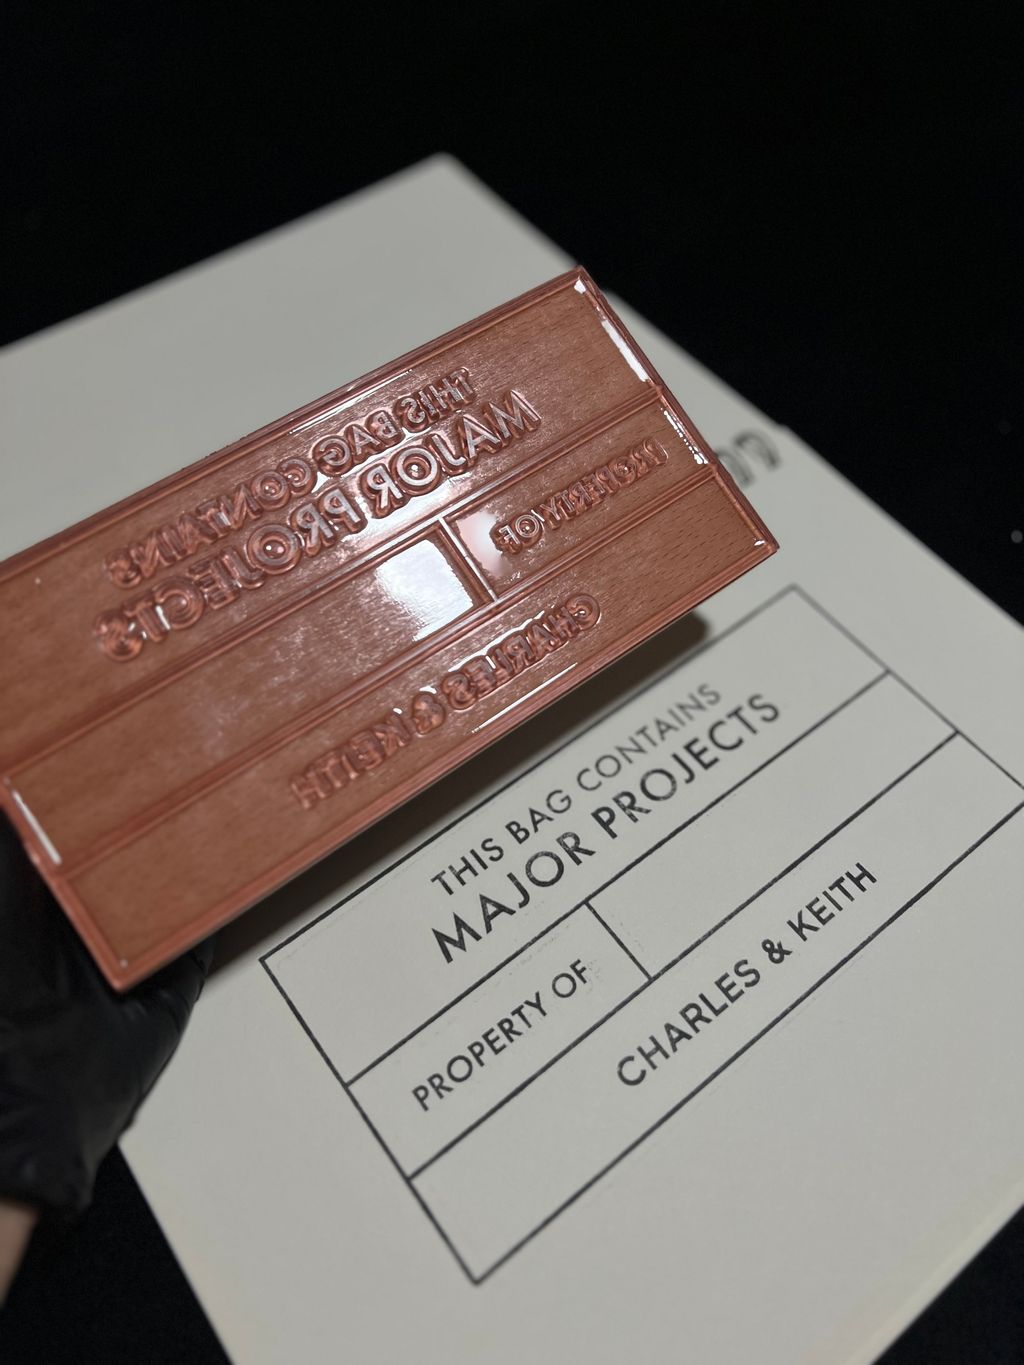 THIS BAG CONTAINS
MAJOR PROJECTS
PROPERTY OF
CHARLES & KEITH
THIS BAG CONTAINS
MAJOR PROJECTS
PROPERTY OF
CHARLES & KEITH